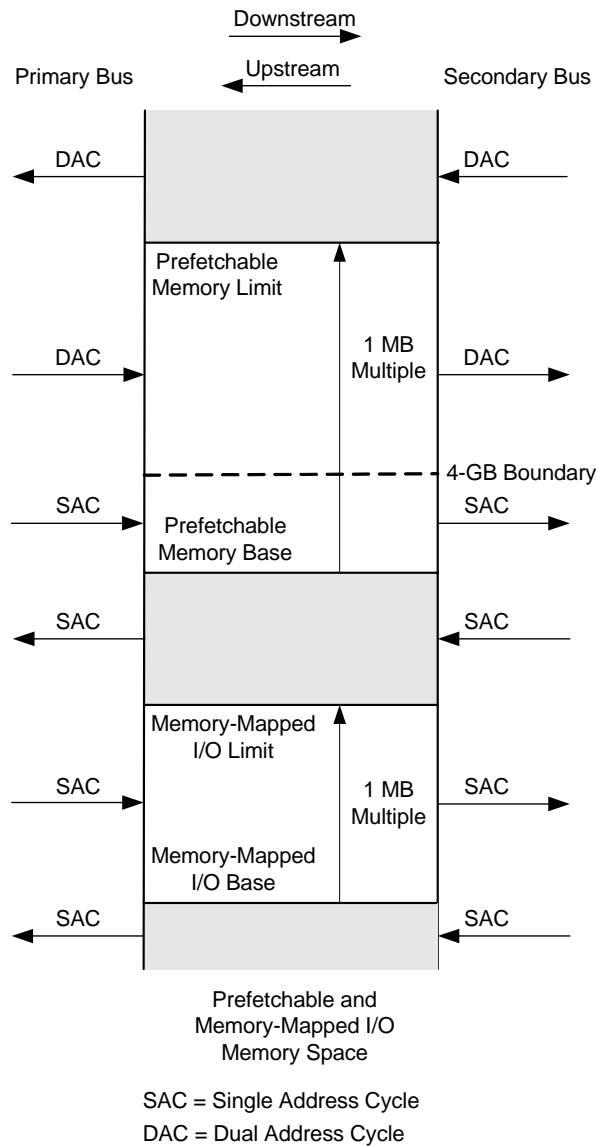 Downstream
Upstream
Primary Bus
Secondary Bus
DAC
DAC
Prefetchable
Memory Limit
DAC
1 MB
Multiple
DAC
4-GB Boundary
SAC
Prefetchable
Memory Base
SAC
SAC
SAC
Memory-Mapped
I/O Limit
SAC
1 MB
Multiple
SAC
Memory-Mapped
I/O Base
SAC
SAC
Prefetchable and
Memory-Mapped I/O
Memory Space
SAC = Single Address Cycle
DAC = Dual Address Cycle